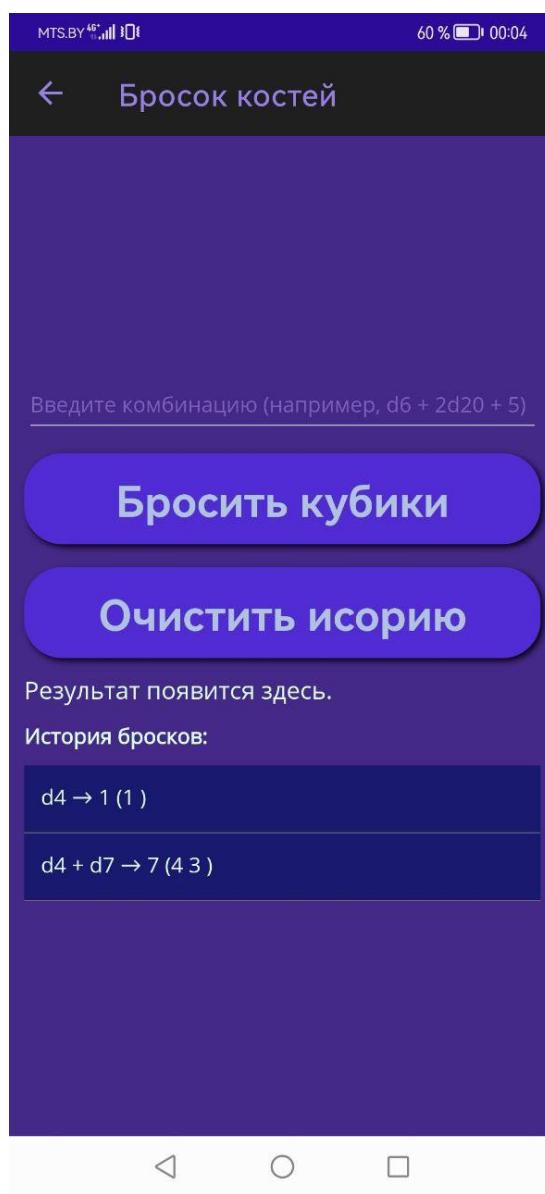 MTS.BY 4G+ 60 % 00:04
Бросок костей
Введите комбинацию (например, d6 + 2d20 + 5)
Бросить кубики
Очистить исорию
Результат появится здесь.
История бросков:
d4 → 1 (1 )
d4 + d7 → 7 (4 3 )